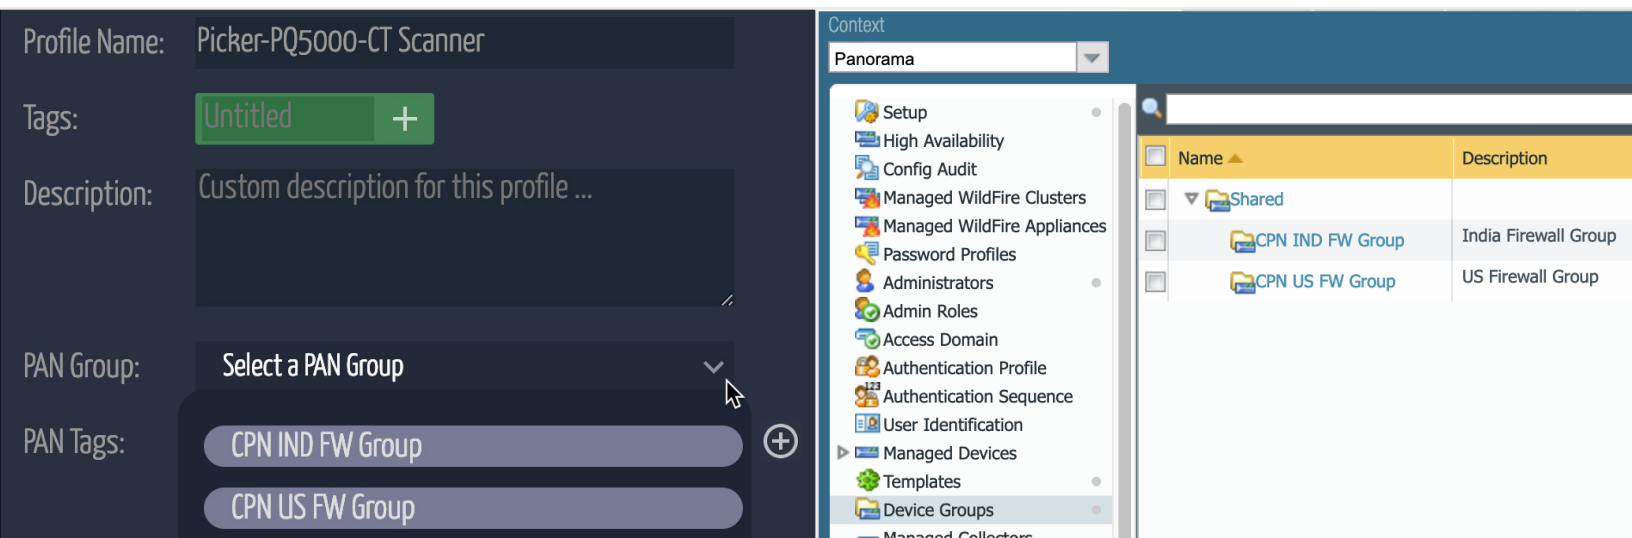 Profile Name:
Picker-PQ5000-CT Scanner
Tags:
Untitled
+
Description:
Custom description for this profile ...
PAN Group:
Select a PAN Group
PAN Tags:
CPN IND FW Group
CPN US FW Group
Context
Panorama
Setup
High Availability
Config Audit
Managed WildFire Clusters
Managed WildFire Appliances
Password Profiles
Administrators
Admin Roles
Access Domain
Authentication Profile
123
Authentication Sequence
User Identification
Managed Devices
Templates
Device Groups
Managed Collectors
Name
Description
Shared
CPN IND FW Group
India Firewall Group
CPN US FW Group
US Firewall Group